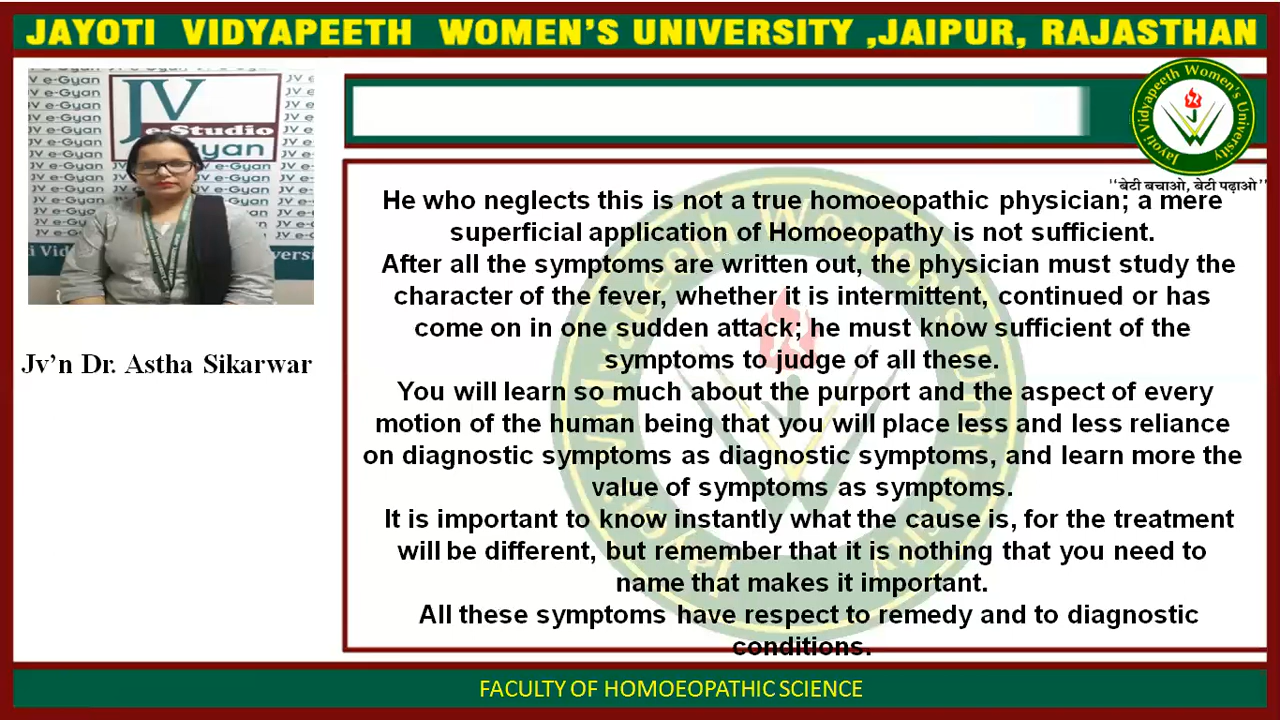 JAYOTI VIDYAPEETH WOMEN'S UNIVERSITY ,JAIPUR, RAJASTHAN
V e-Gyan
JV
e-Studio
Gyan
JV e-Gyan
Jayoti Vidyapeeth Women's University
"बेटी बचाओ, बेटी पढ़ाओ"
Jv'n Dr. Astha Sikarwar
He who neglects this is not a true homoeopathic physician; a mere
superficial application of Homoeopathy is not sufficient.
After all the symptoms are written out, the physician must study the
character of the fever, whether it is intermittent, continued or has
come on in one sudden attack; he must know sufficient of the
symptoms to judge of all these.
You will learn so much about the purport and the aspect of every
motion of the human being that you will place less and less reliance
on diagnostic symptoms as diagnostic symptoms, and learn more the
value of symptoms as symptoms.
It is important to know instantly what the cause is, for the treatment
will be different, but remember that it is nothing that you need to
name that makes it important.
All these symptoms have respect to remedy and to diagnostic
conditions.
FACULTY OF HOMOEOPATHIC SCIENCE